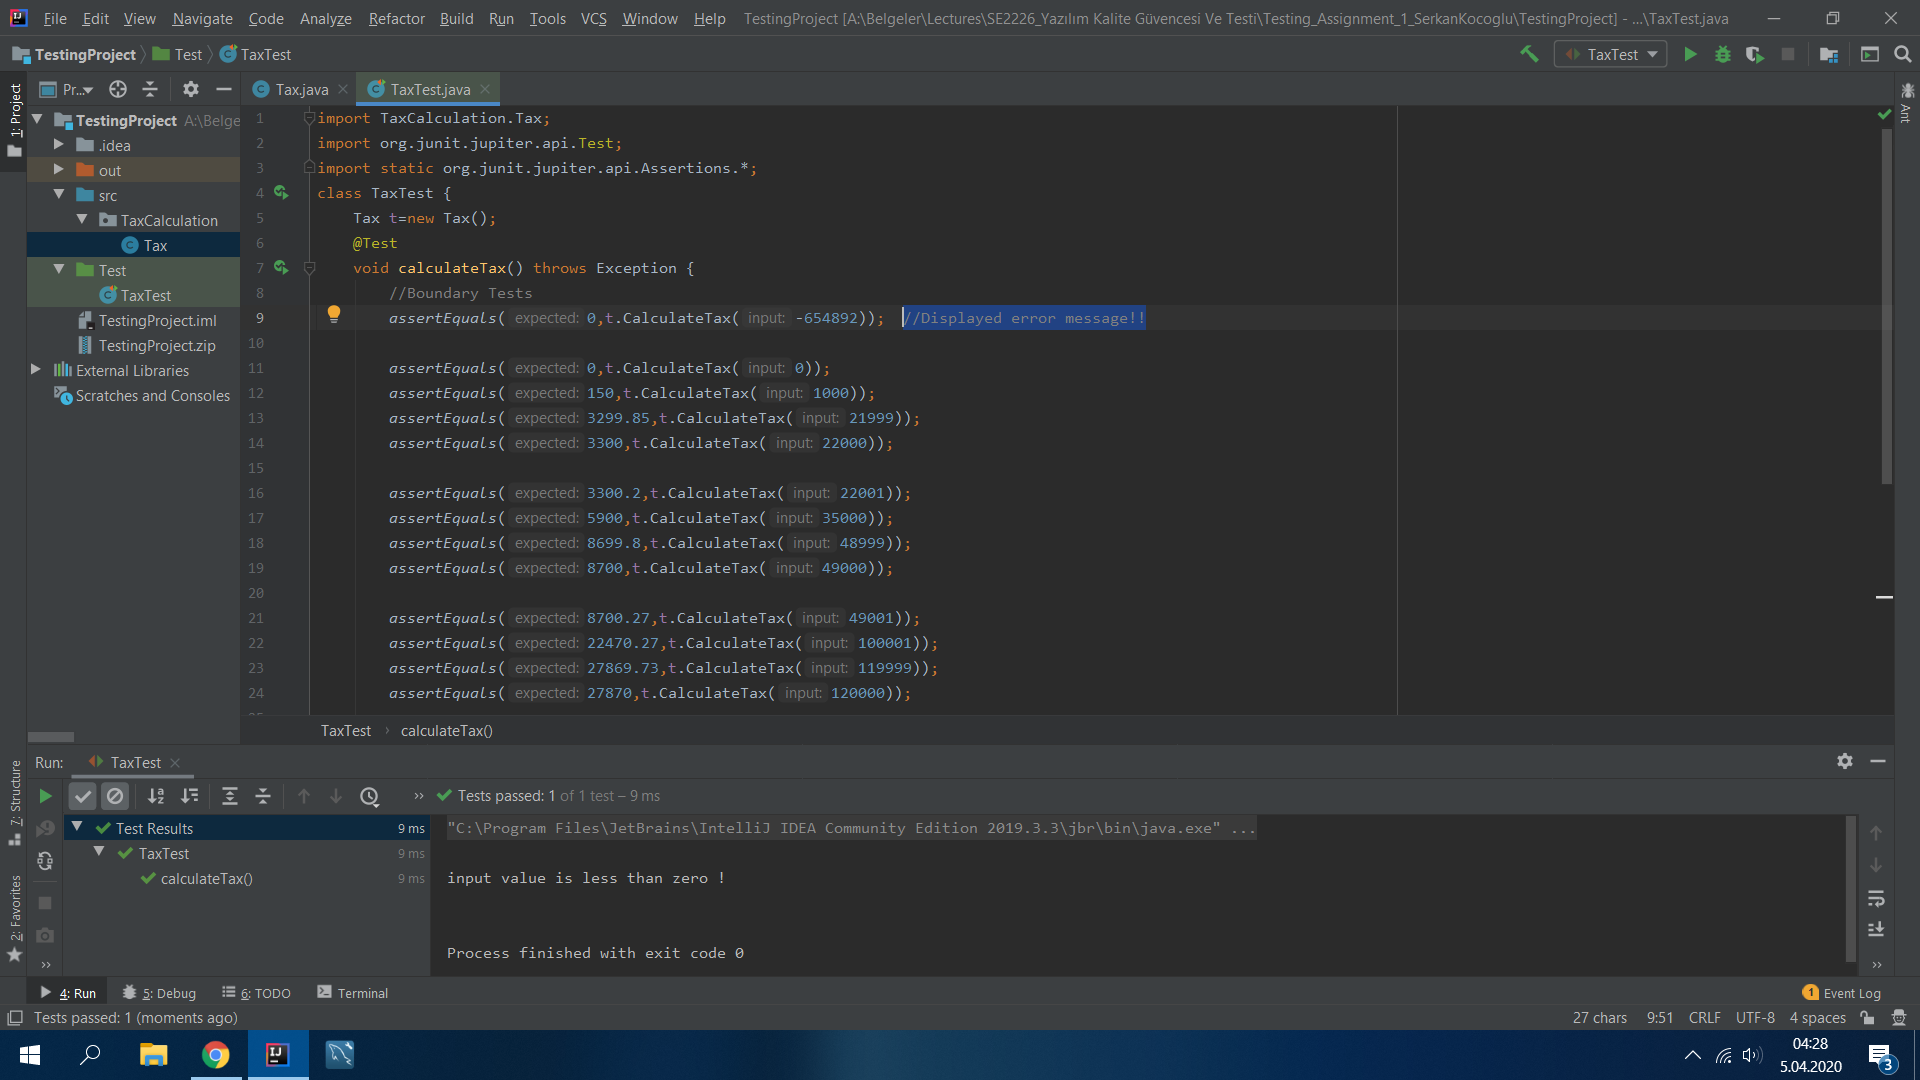 File Edit View Navigate Code Analyze Refactor Build Run Tools VCS Window Help TestingProject [A:\Belgeler\Lectures\SE2226_Yazılım Kalite Güvencesi Ve Testi\Testing_Assignment_1_SerkanKocoglu\TestingProject] - ...\TaxTest.java
TestingProject Test TaxTest TaxTest
Pr... Tax.java TaxTest.java
1: Project
Ant
TestingProject A:\Belge
.idea
out
src
TaxCalculation
Tax
Test
TaxTest
TestingProject.iml
TestingProject.zip
External Libraries
Scratches and Consoles
1 import TaxCalculation.Tax;
2 import org.junit.jupiter.api.Test;
3 import static org.junit.jupiter.api.Assertions.*;
4 class TaxTest {
5 Tax t=new Tax();
6 @Test
7 void calculateTax() throws Exception {
8 //Boundary Tests
9 assertEquals( expected: 0,t.CalculateTax( input: -654892)); //Displayed error message!!
10
11 assertEquals( expected: 0,t.CalculateTax( input: 0));
12 assertEquals( expected: 150,t.CalculateTax( input: 1000));
13 assertEquals( expected: 3299.85,t.CalculateTax( input: 21999));
14 assertEquals( expected: 3300,t.CalculateTax( input: 22000));
15
16 assertEquals( expected: 3300.2,t.CalculateTax( input: 22001));
17 assertEquals( expected: 5900,t.CalculateTax( input: 35000));
18 assertEquals( expected: 8699.8,t.CalculateTax( input: 48999));
19 assertEquals( expected: 8700,t.CalculateTax( input: 49000));
20
21 assertEquals( expected: 8700.27,t.CalculateTax( input: 49001));
22 assertEquals( expected: 22470.27,t.CalculateTax( input: 100001));
23 assertEquals( expected: 27869.73,t.CalculateTax( input: 119999));
24 assertEquals( expected: 27870,t.CalculateTax( input: 120000));
TaxTest › calculateTax()
7: Structure
2: Favorites
Run: TaxTest
» Tests passed: 1 of 1 test – 9 ms
Test Results 9 ms
TaxTest 9 ms
calculateTax() 9 ms
"C:\Program Files\JetBrains\IntelliJ IDEA Community Edition 2019.3.3\jbr\bin\java.exe" ...
input value is less than zero !
Process finished with exit code 0
4: Run 5: Debug 6: TODO Terminal 1 Event Log
Tests passed: 1 (moments ago) 27 chars 9:51 CRLF UTF-8 4 spaces
04:28
5.04.2020
3